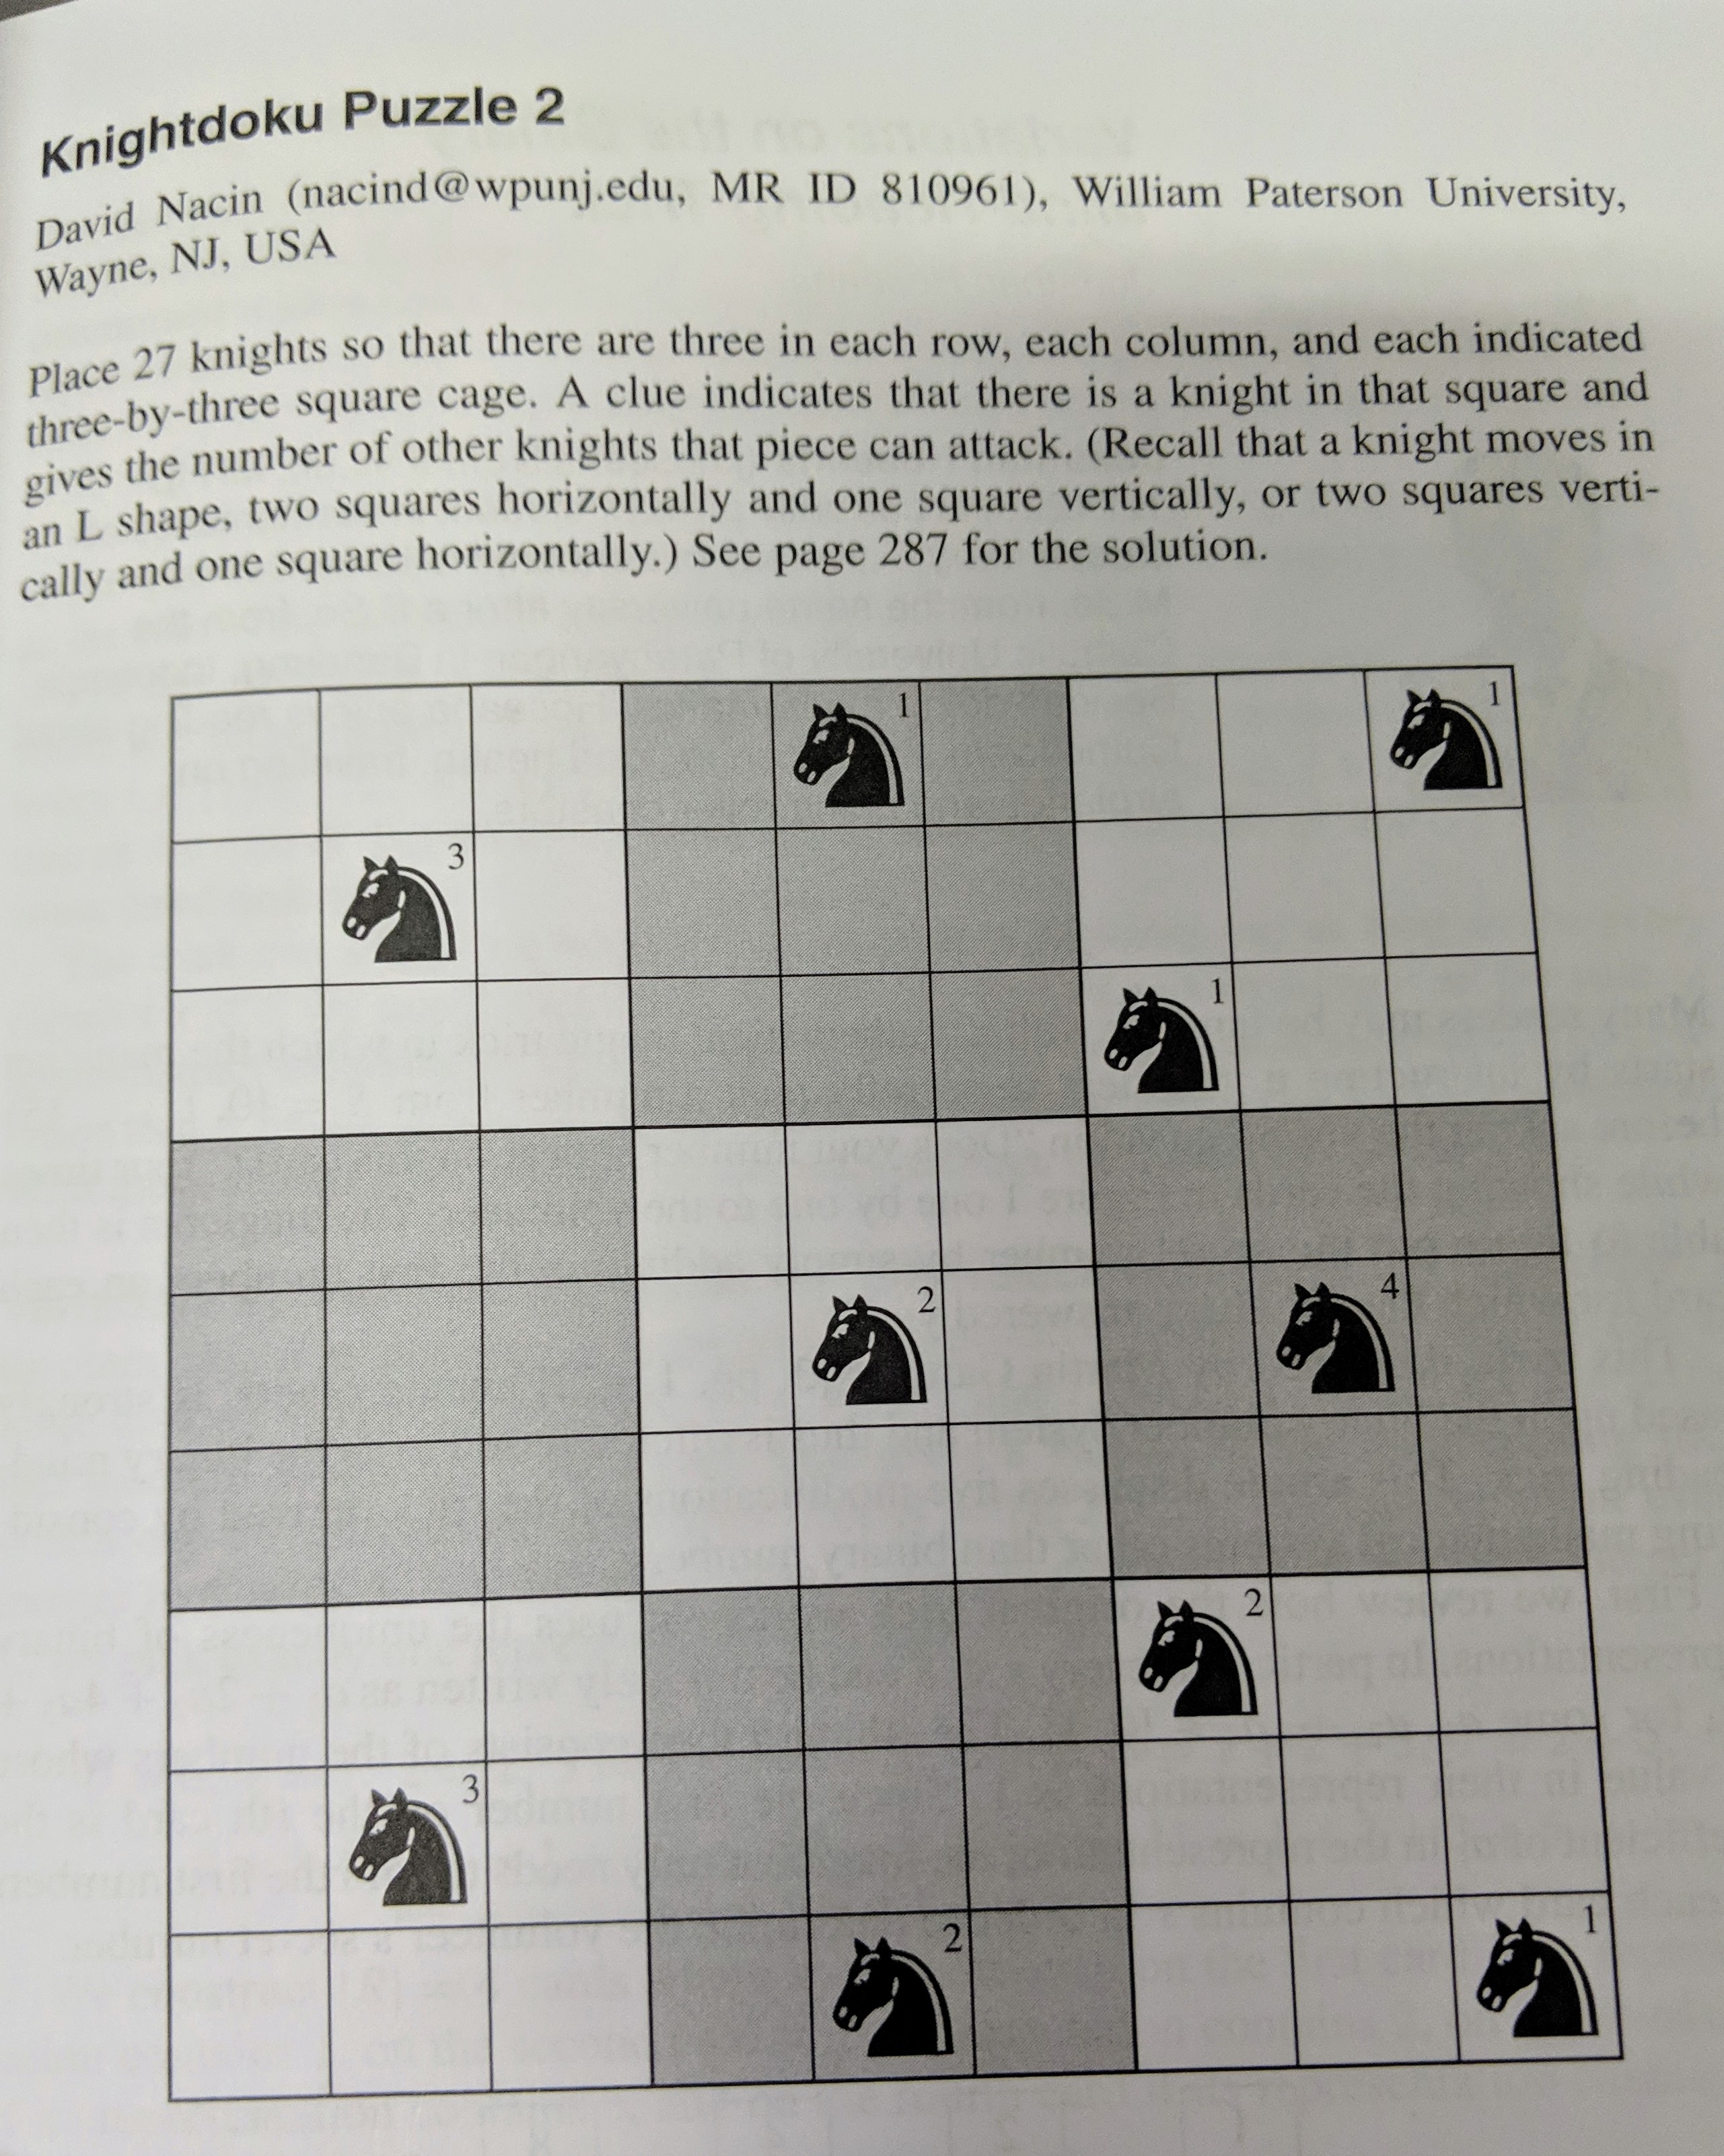 Knightdoku Puzzle 2
David Nacin (nacind@wpunj.edu, MR ID 810961), William Paterson University,
Wayne, NJ, USA
Place 27 knights so that there are three in each row, each column, and each indicated
three-by-three square cage. A clue indicates that there is a knight in that square and
gives the number of other knights that piece can attack. (Recall that a knight moves in
an L shape, two squares horizontally and one square vertically, or two squares verti-
cally and one square horizontally.) See page 287 for the solution.
1 1
3
1
2 4
2
3
2 1